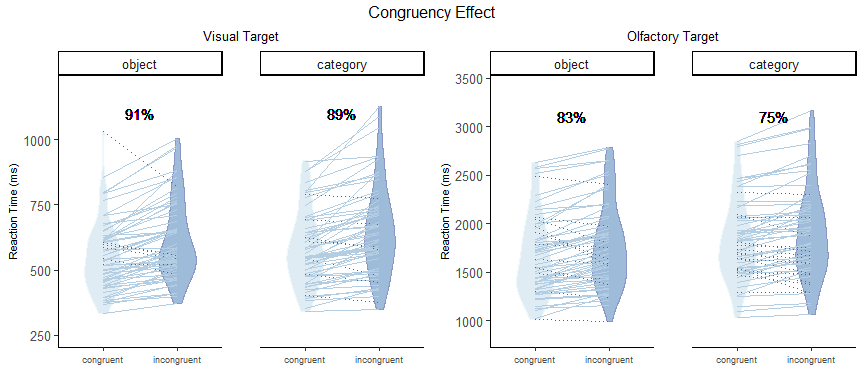 Congruency Effect
Visual Target
Olfactory Target
object
category
object
category
91%
89%
83%
75%
Reaction Time (ms)
1000
750
500
250
Reaction Time (ms)
3500
3000
2500
2000
1500
1000
congruent
incongruent
congruent
incongruent
congruent
incongruent
congruent
incongruent